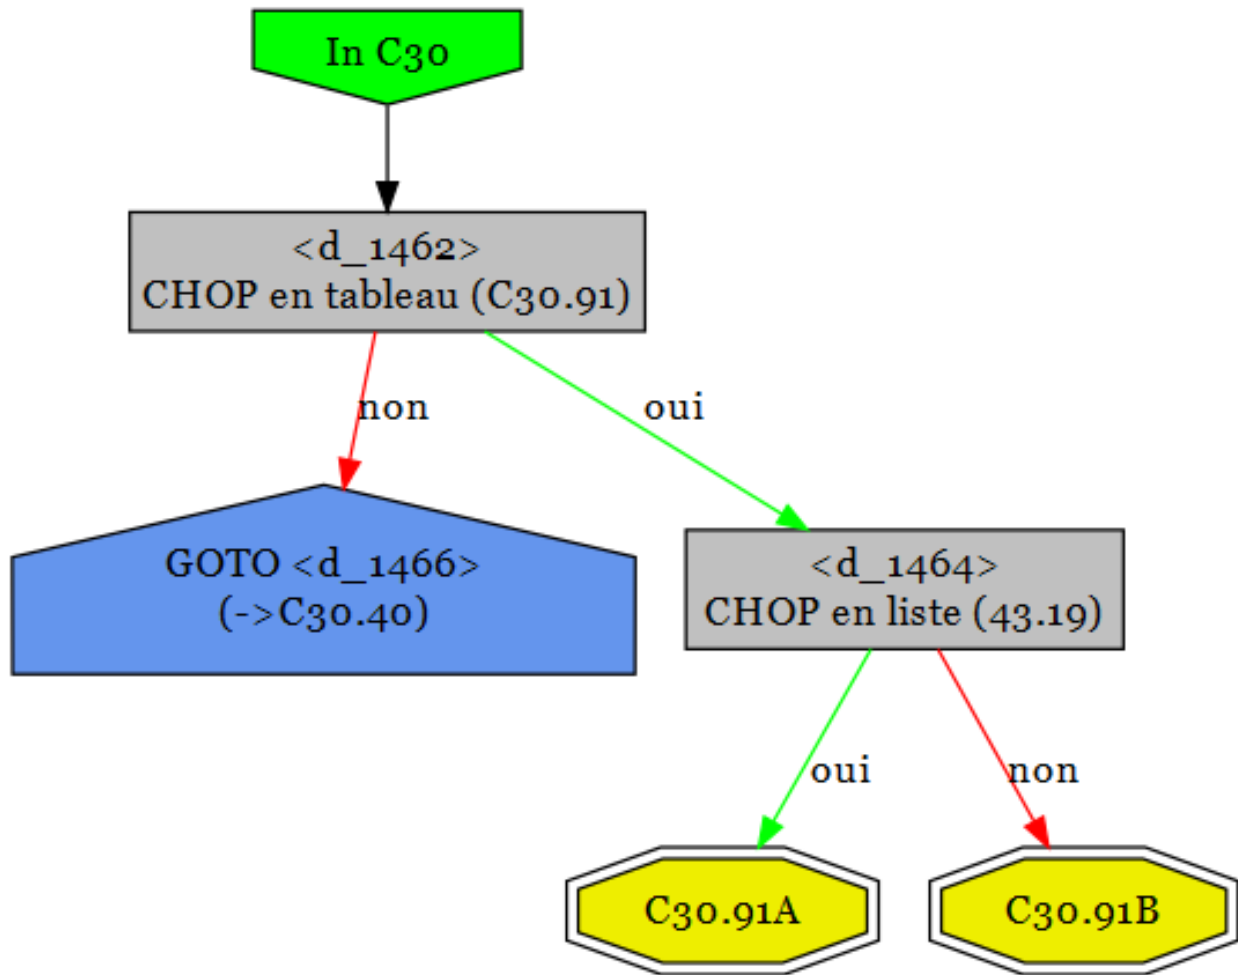 In C30
<d_1462>
CHOP en tableau (C30.91)
non
oui
GOTO <d_1466>
(->C30.40)
<d_1464>
CHOP en liste (43.19)
oui
non
C30.91A
C30.91B